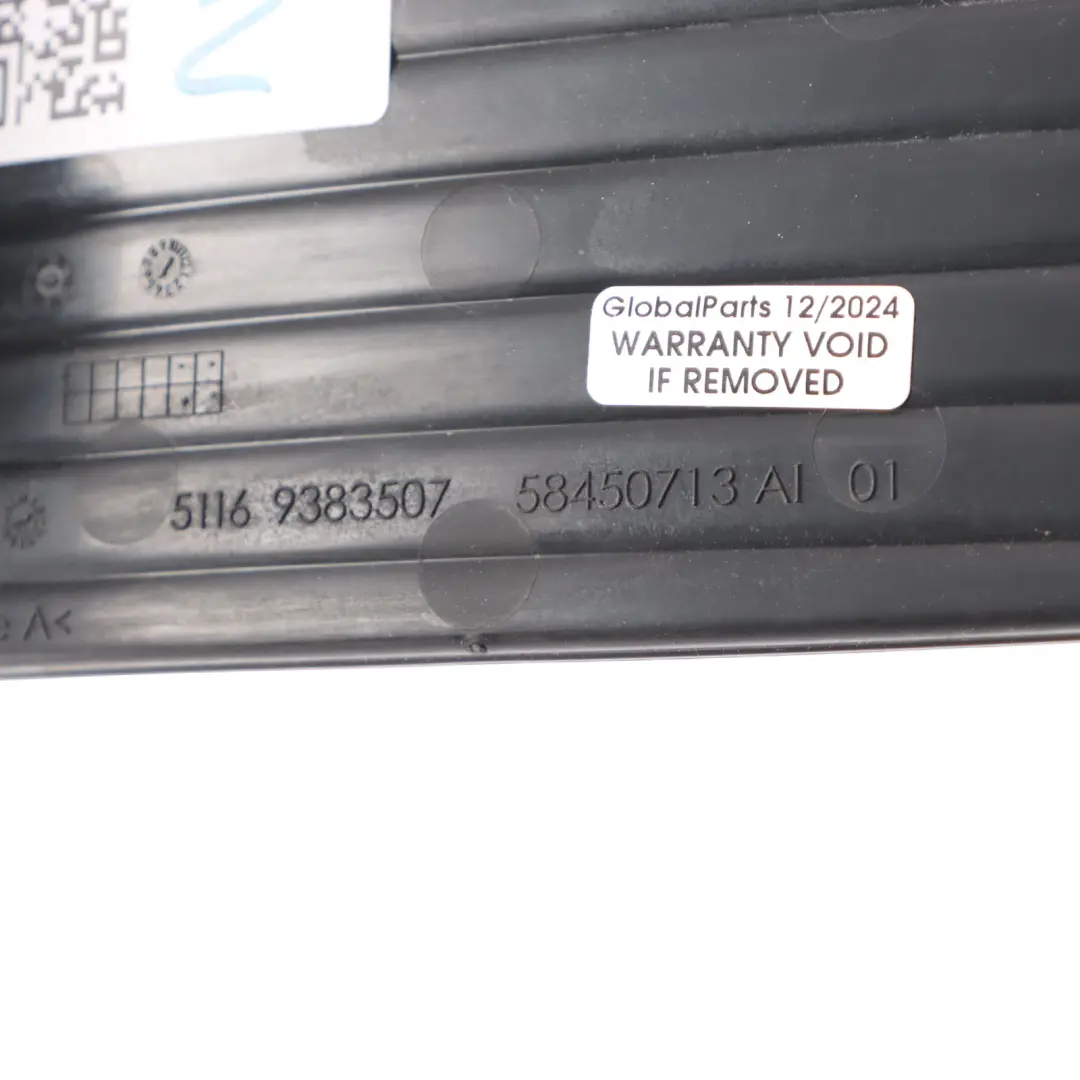 GlobalParts 12/2024
WARRANTY VOID
IF REMOVED
5116 9383507 58450713 AI 01
A<